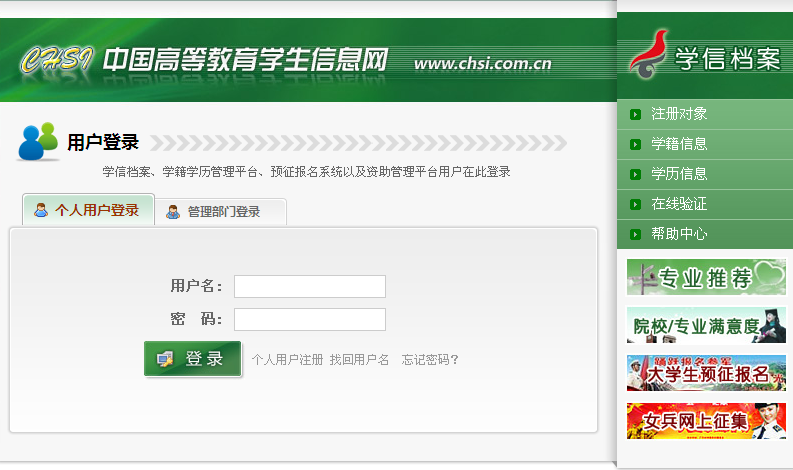 CHSI 中国高等教育学生信息网 www.chsi.com.cn
用户登录
学信档案、学籍学历管理平台、预征报名系统以及资助管理平台用户在此登录
个人用户登录 管理部门登录
用户名：
密 码：
登 录 个人用户注册 找回用户名 忘记密码?
学信档案
注册对象
学籍信息
学历信息
在线验证
帮助中心
专业推荐
院校/专业满意度
踊跃报名参军
大学生预征报名
女兵网上征集